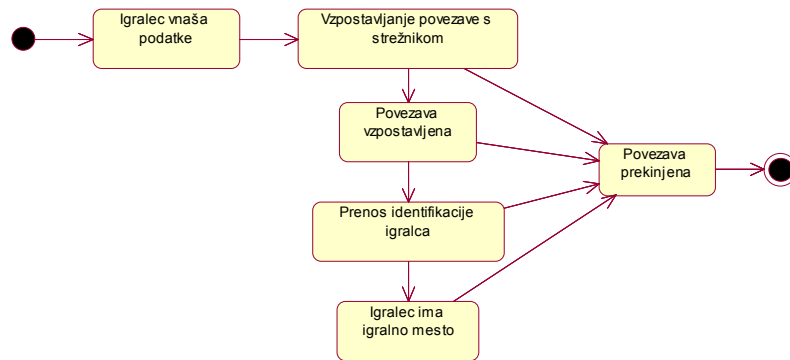 Igralec vnaša
podatke
Vzpostavljanje povezave s
strežnikom
Povezava
vzpostavljena
Povezava
prekinjena
Prenos identifikacije
igralca
Igralec ima
igralno mesto